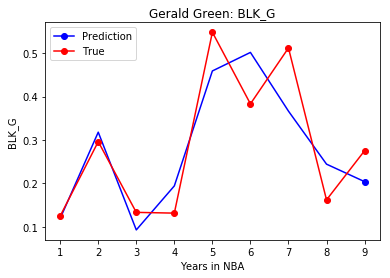 Gerald Green: BLK_G
Prediction
True
BLK_G
0.5
0.4
0.3
0.2
0.1
1 2 3 4 5 6 7 8 9
Years in NBA